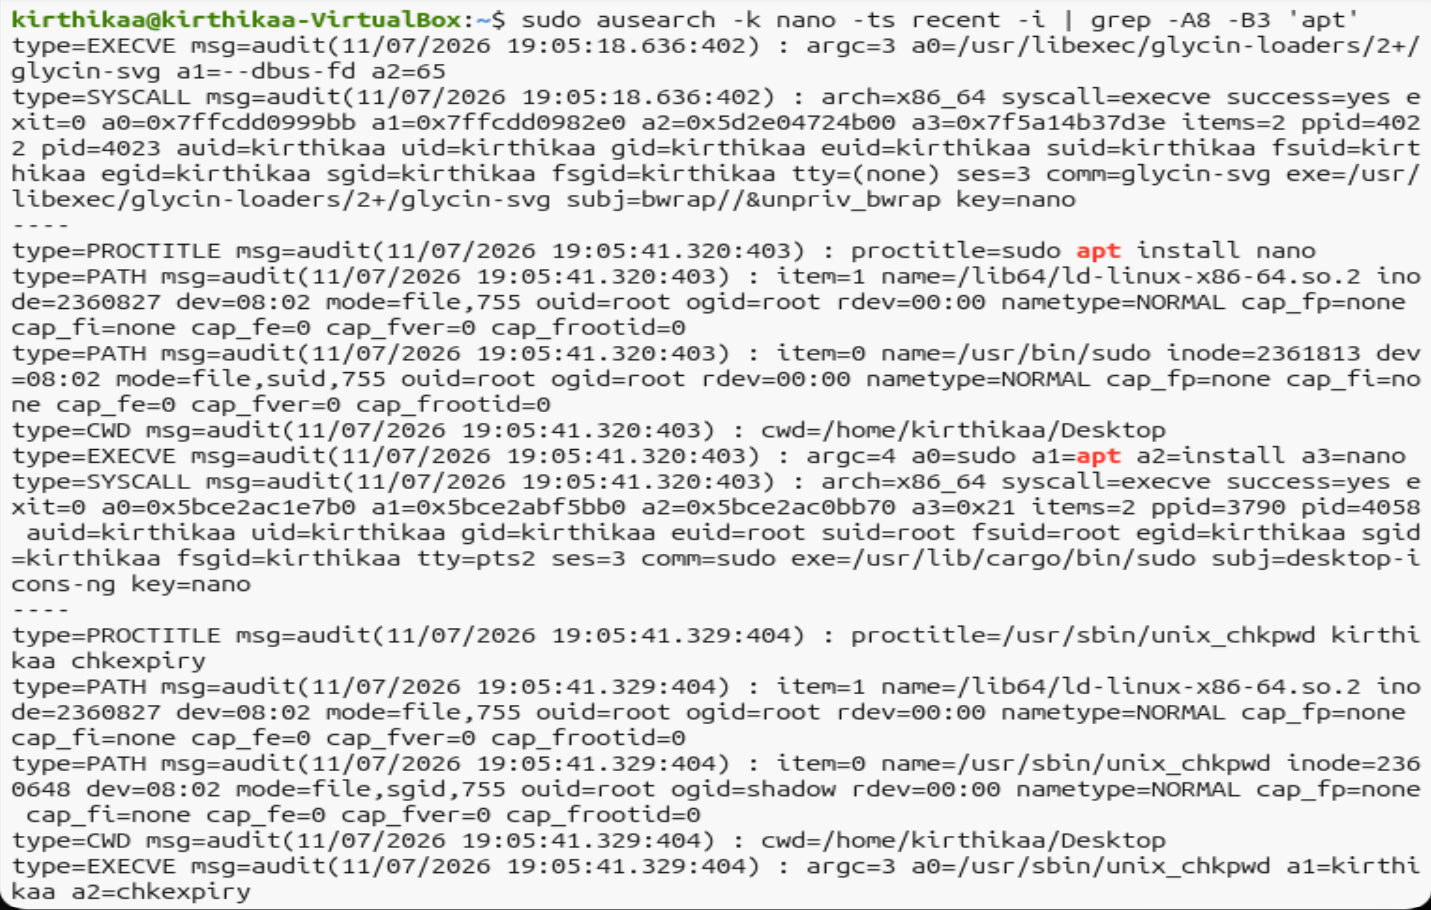 kirthikaa@kirthikaa-VirtualBox:~$ sudo ausearch -k nano -ts recent -i | grep -A8 -B3 'apt'
type=EXECVE msg=audit(11/07/2026 19:05:18.636:402) : argc=3 a0=/usr/libexec/glycin-loaders/2+/
glycin-svg a1=--dbus-fd a2=65
type=SYSCALL msg=audit(11/07/2026 19:05:18.636:402) : arch=x86_64 syscall=execve success=yes e
xit=0 a0=0x7ffcdd0999bb a1=0x7ffcdd0982e0 a2=0x5d2e04724b00 a3=0x7f5a14b37d3e items=2 ppid=402
2 pid=4023 auid=kirthikaa uid=kirthikaa gid=kirthikaa euid=kirthikaa suid=kirthikaa fsuid=kirt
hikaa egid=kirthikaa sgid=kirthikaa fsgid=kirthikaa tty=(none) ses=3 comm=glycin-svg exe=/usr/
libexec/glycin-loaders/2+/glycin-svg subj=bwrap//&unpriv_bwrap key=nano
----
type=PROCTITLE msg=audit(11/07/2026 19:05:41.320:403) : proctitle=sudo apt install nano
type=PATH msg=audit(11/07/2026 19:05:41.320:403) : item=1 name=/lib64/ld-linux-x86-64.so.2 ino
de=2360827 dev=08:02 mode=file,755 ouid=root ogid=root rdev=00:00 nametype=NORMAL cap_fp=none
cap_fi=none cap_fe=0 cap_fver=0 cap_frootid=0
type=PATH msg=audit(11/07/2026 19:05:41.320:403) : item=0 name=/usr/bin/sudo inode=2361813 dev
=08:02 mode=file,suid,755 ouid=root ogid=root rdev=00:00 nametype=NORMAL cap_fp=none cap_fi=no
ne cap_fe=0 cap_fver=0 cap_frootid=0
type=CWD msg=audit(11/07/2026 19:05:41.320:403) : cwd=/home/kirthikaa/Desktop
type=EXECVE msg=audit(11/07/2026 19:05:41.320:403) : argc=4 a0=sudo a1=apt a2=install a3=nano
type=SYSCALL msg=audit(11/07/2026 19:05:41.320:403) : arch=x86_64 syscall=execve success=yes e
xit=0 a0=0x5bce2ac1e7b0 a1=0x5bce2abf5bb0 a2=0x5bce2ac0bb70 a3=0x21 items=2 ppid=3790 pid=4058
 auid=kirthikaa uid=kirthikaa gid=kirthikaa euid=root suid=root fsuid=root egid=kirthikaa sgid
=kirthikaa fsgid=kirthikaa tty=pts2 ses=3 comm=sudo exe=/usr/lib/cargo/bin/sudo subj=desktop-i
cons-ng key=nano
----
type=PROCTITLE msg=audit(11/07/2026 19:05:41.329:404) : proctitle=/usr/sbin/unix_chkpwd kirthi
kaa chkexpiry
type=PATH msg=audit(11/07/2026 19:05:41.329:404) : item=1 name=/lib64/ld-linux-x86-64.so.2 ino
de=2360827 dev=08:02 mode=file,755 ouid=root ogid=root rdev=00:00 nametype=NORMAL cap_fp=none
cap_fi=none cap_fe=0 cap_fver=0 cap_frootid=0
type=PATH msg=audit(11/07/2026 19:05:41.329:404) : item=0 name=/usr/sbin/unix_chkpwd inode=236
0648 dev=08:02 mode=file,sgid,755 ouid=root ogid=shadow rdev=00:00 nametype=NORMAL cap_fp=none
 cap_fi=none cap_fe=0 cap_fver=0 cap_frootid=0
type=CWD msg=audit(11/07/2026 19:05:41.329:404) : cwd=/home/kirthikaa/Desktop
type=EXECVE msg=audit(11/07/2026 19:05:41.329:404) : argc=3 a0=/usr/sbin/unix_chkpwd a1=kirthi
kaa a2=chkexpiry